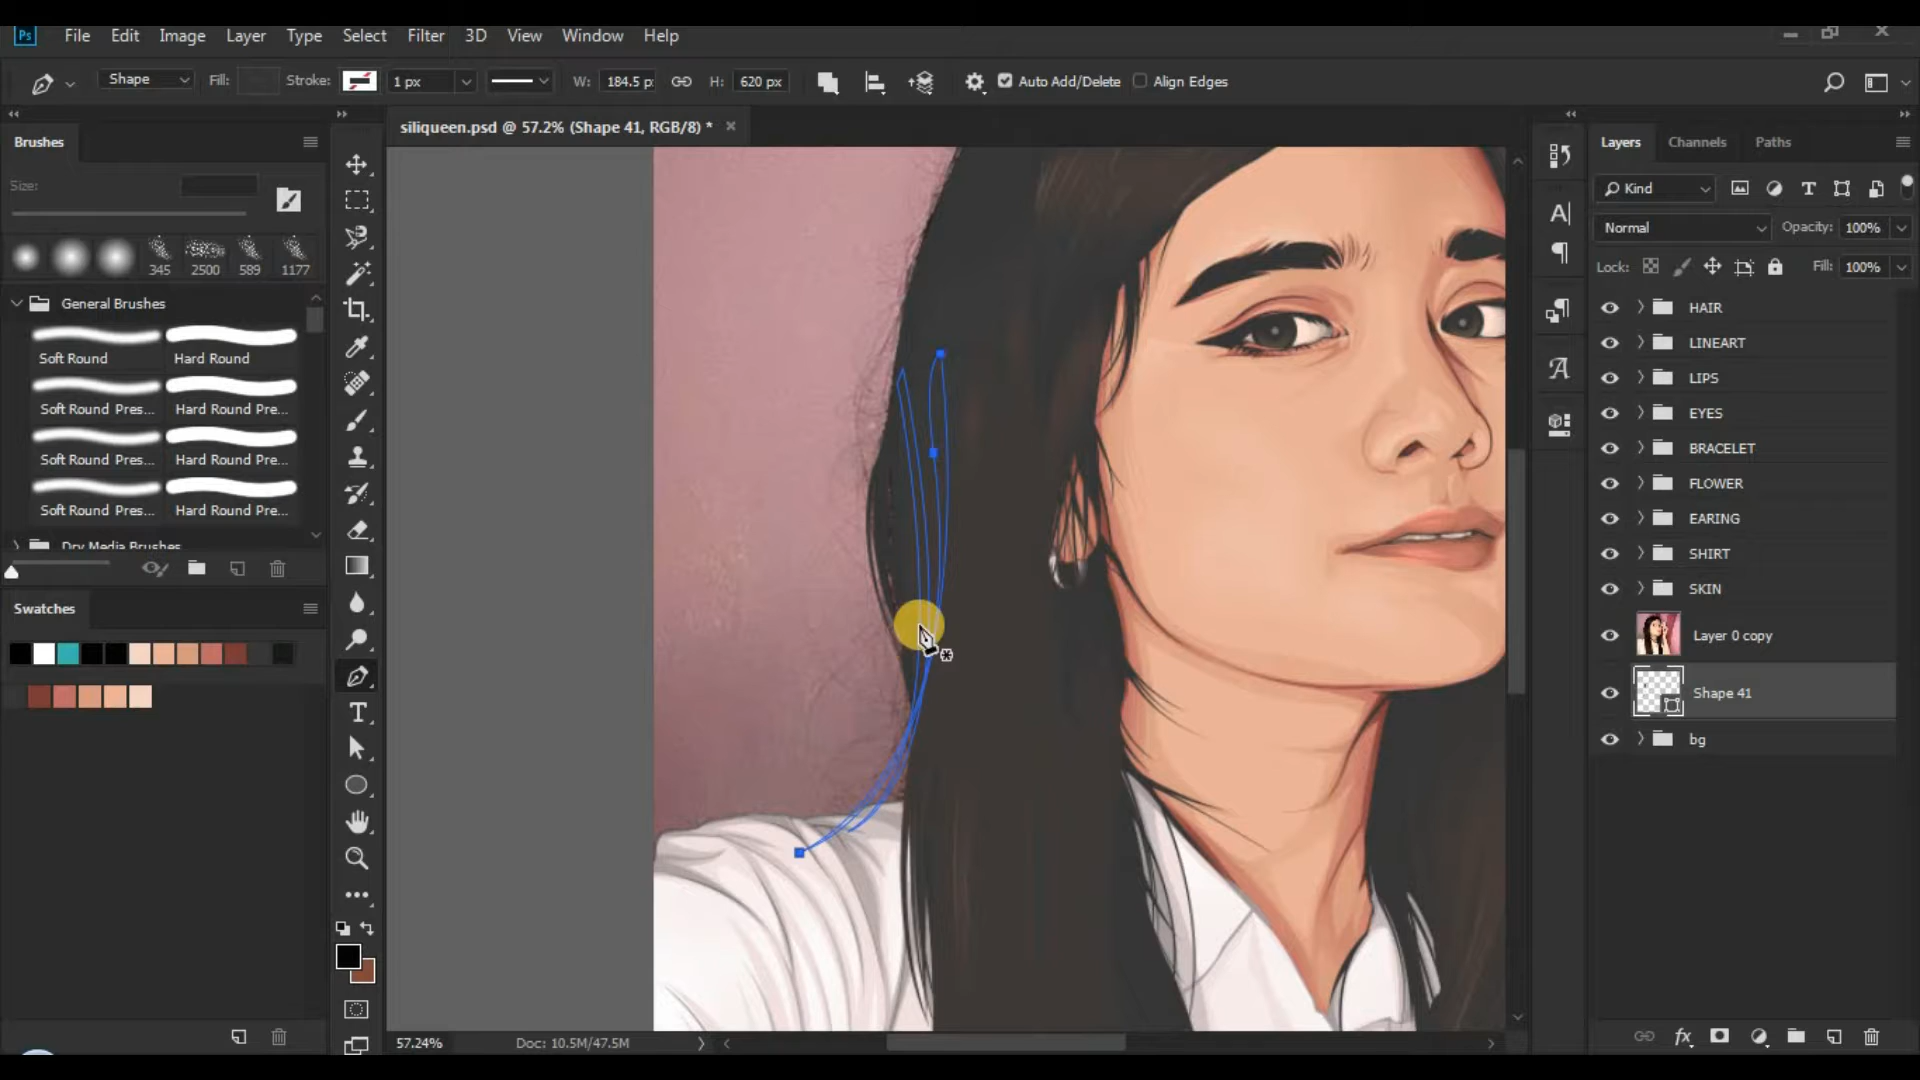 Ps File Edit Image Layer Type Select Filter 3D View Window Help
Shape Fill: Stroke: 1 px W: 184.5 p H: 620 px Auto Add/Delete Align Edges
siliqueen.psd @ 57.2% (Shape 41, RGB/8) *
Brushes
Size:
345 2500 589 1177
General Brushes
Soft Round Hard Round
Soft Round Pres... Hard Round Pre...
Soft Round Pres... Hard Round Pre...
Soft Round Pres... Hard Round Pre...
Dry Media Brushes
Swatches
Layers Channels Paths
Kind
Normal Opacity: 100%
Lock: Fill: 100%
HAIR
LINEART
LIPS
EYES
BRACELET
FLOWER
EARING
SHIRT
SKIN
Layer 0 copy
Shape 41
bg
57.24% Doc: 10.5M/47.5M